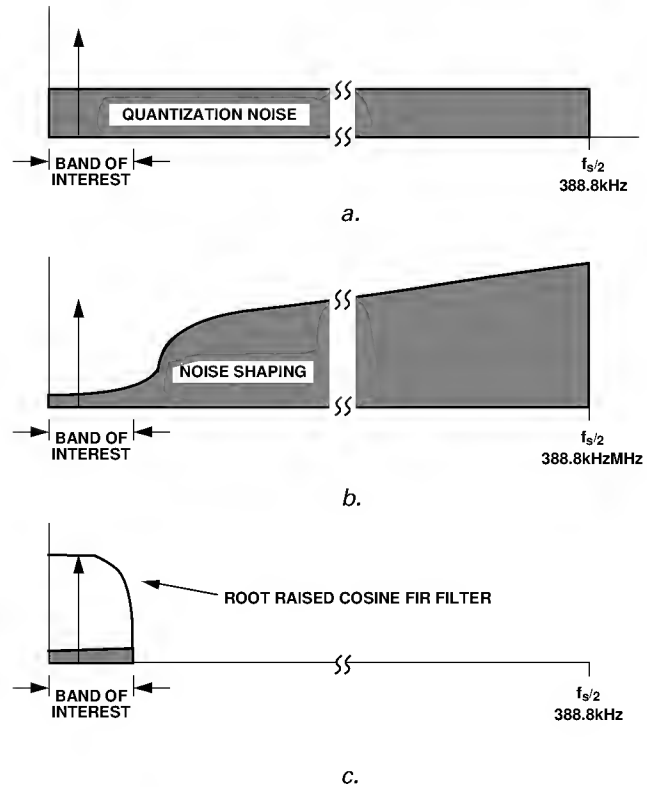 QUANTIZATION NOISE
BAND OF
INTEREST
fs/2
388.8kHz
a.
NOISE SHAPING
BAND OF
INTEREST
fs/2
388.8kHzMHz
b.
ROOT RAISED COSINE FIR FILTER
BAND OF
INTEREST
fs/2
388.8kHz
c.